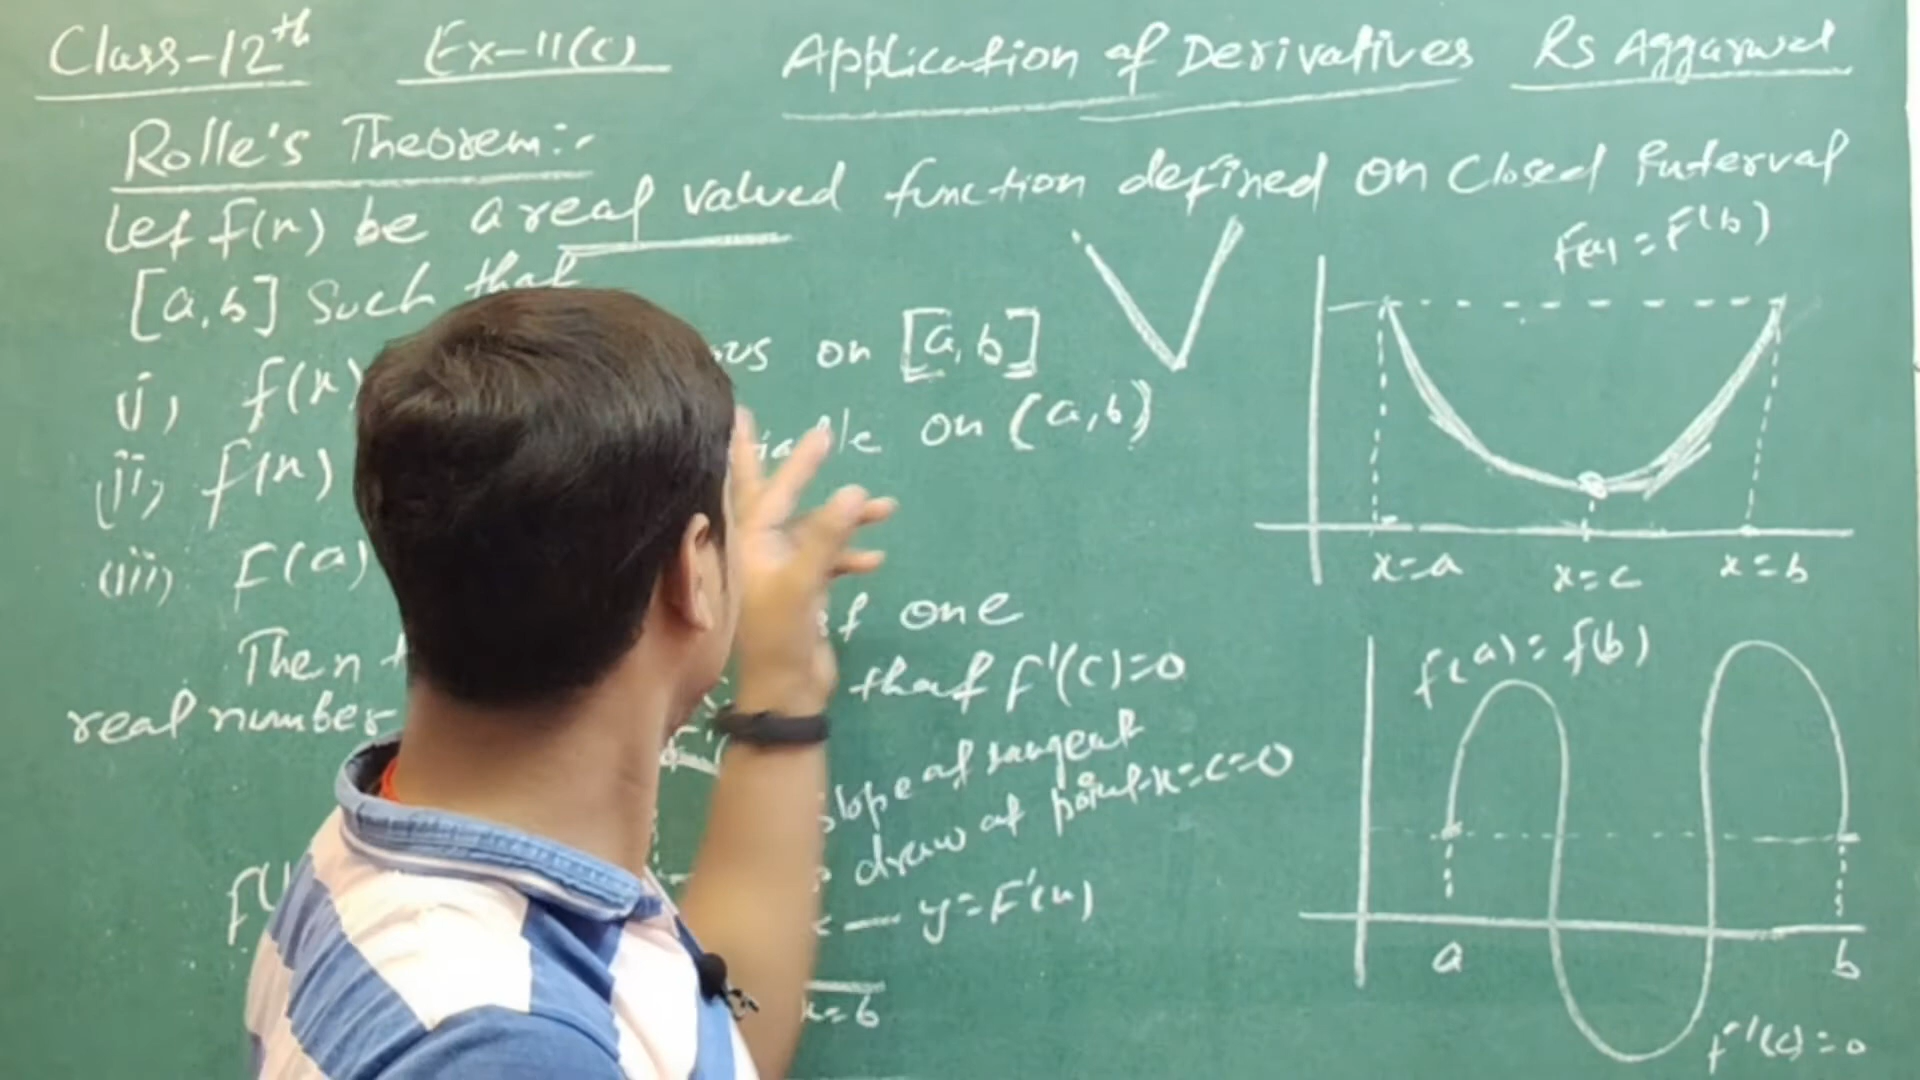 Class-12th Ex-11(c) Application of Derivatives RS Aggarwal
Rolle's Theorem:-
Let f(x) be a real valued function defined on Closed Interval
[a,b] Such that
(i) f(x) ous on [a,b]
(ii) f(x) iable on (a,b)
(iii) F(a)
Then of one
real number that F'(c)=0
slope of tangent
draw at point x=c=0
y=F'(x)
x=b
F(a) = F(b)
x=a x=c x=b
f(a) = f(b)
a b
f'(c) = 0